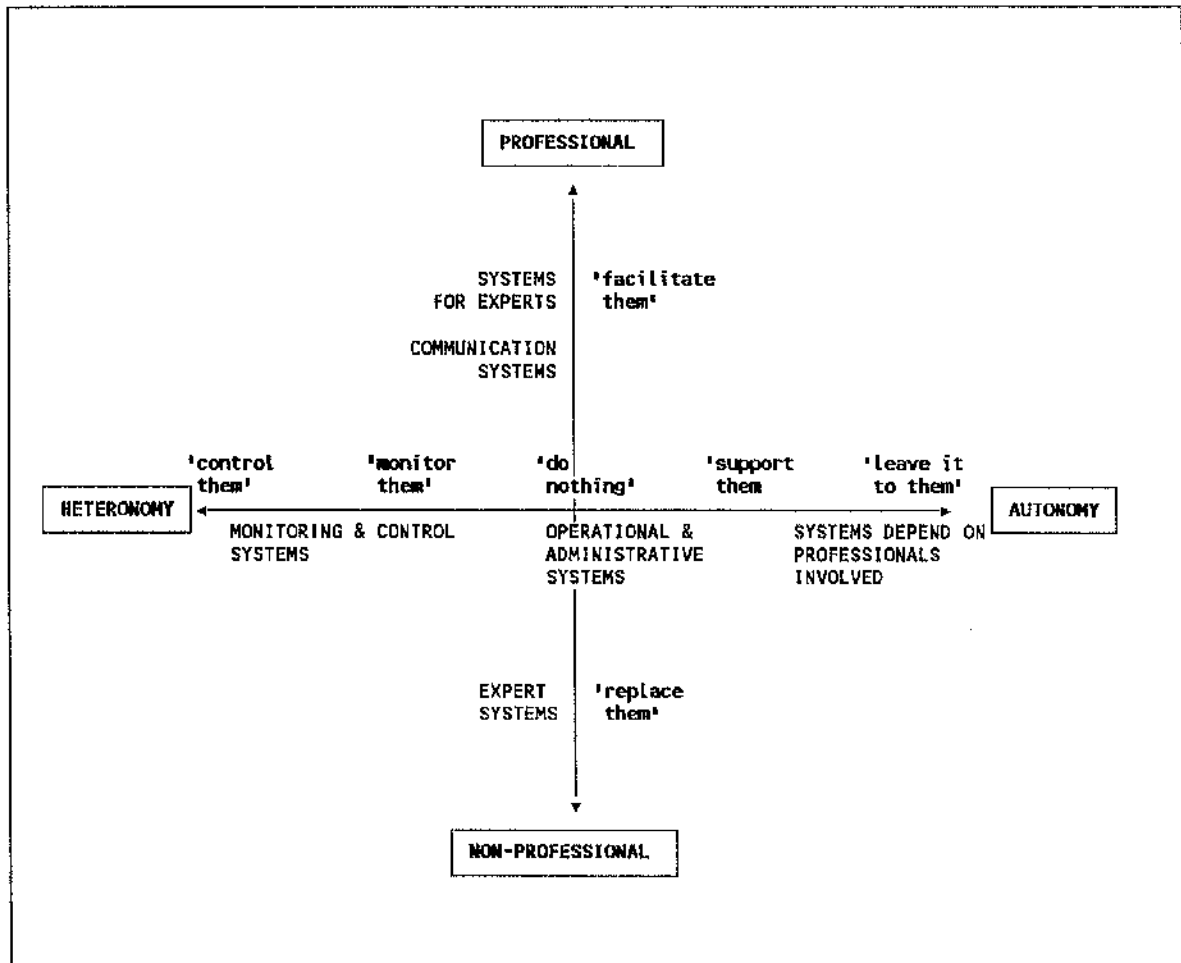 PROFESSIONAL
SYSTEMS 'facilitate
FOR EXPERTS them'
COMMUNICATION
SYSTEMS
'control 'monitor 'do 'support 'leave it
them' them' nothing' them to them'
HETERONOMY AUTONOMY
MONITORING & CONTROL OPERATIONAL & SYSTEMS DEPEND ON
SYSTEMS ADMINISTRATIVE PROFESSIONALS
SYSTEMS INVOLVED
EXPERT 'replace
SYSTEMS them'
NON-PROFESSIONAL